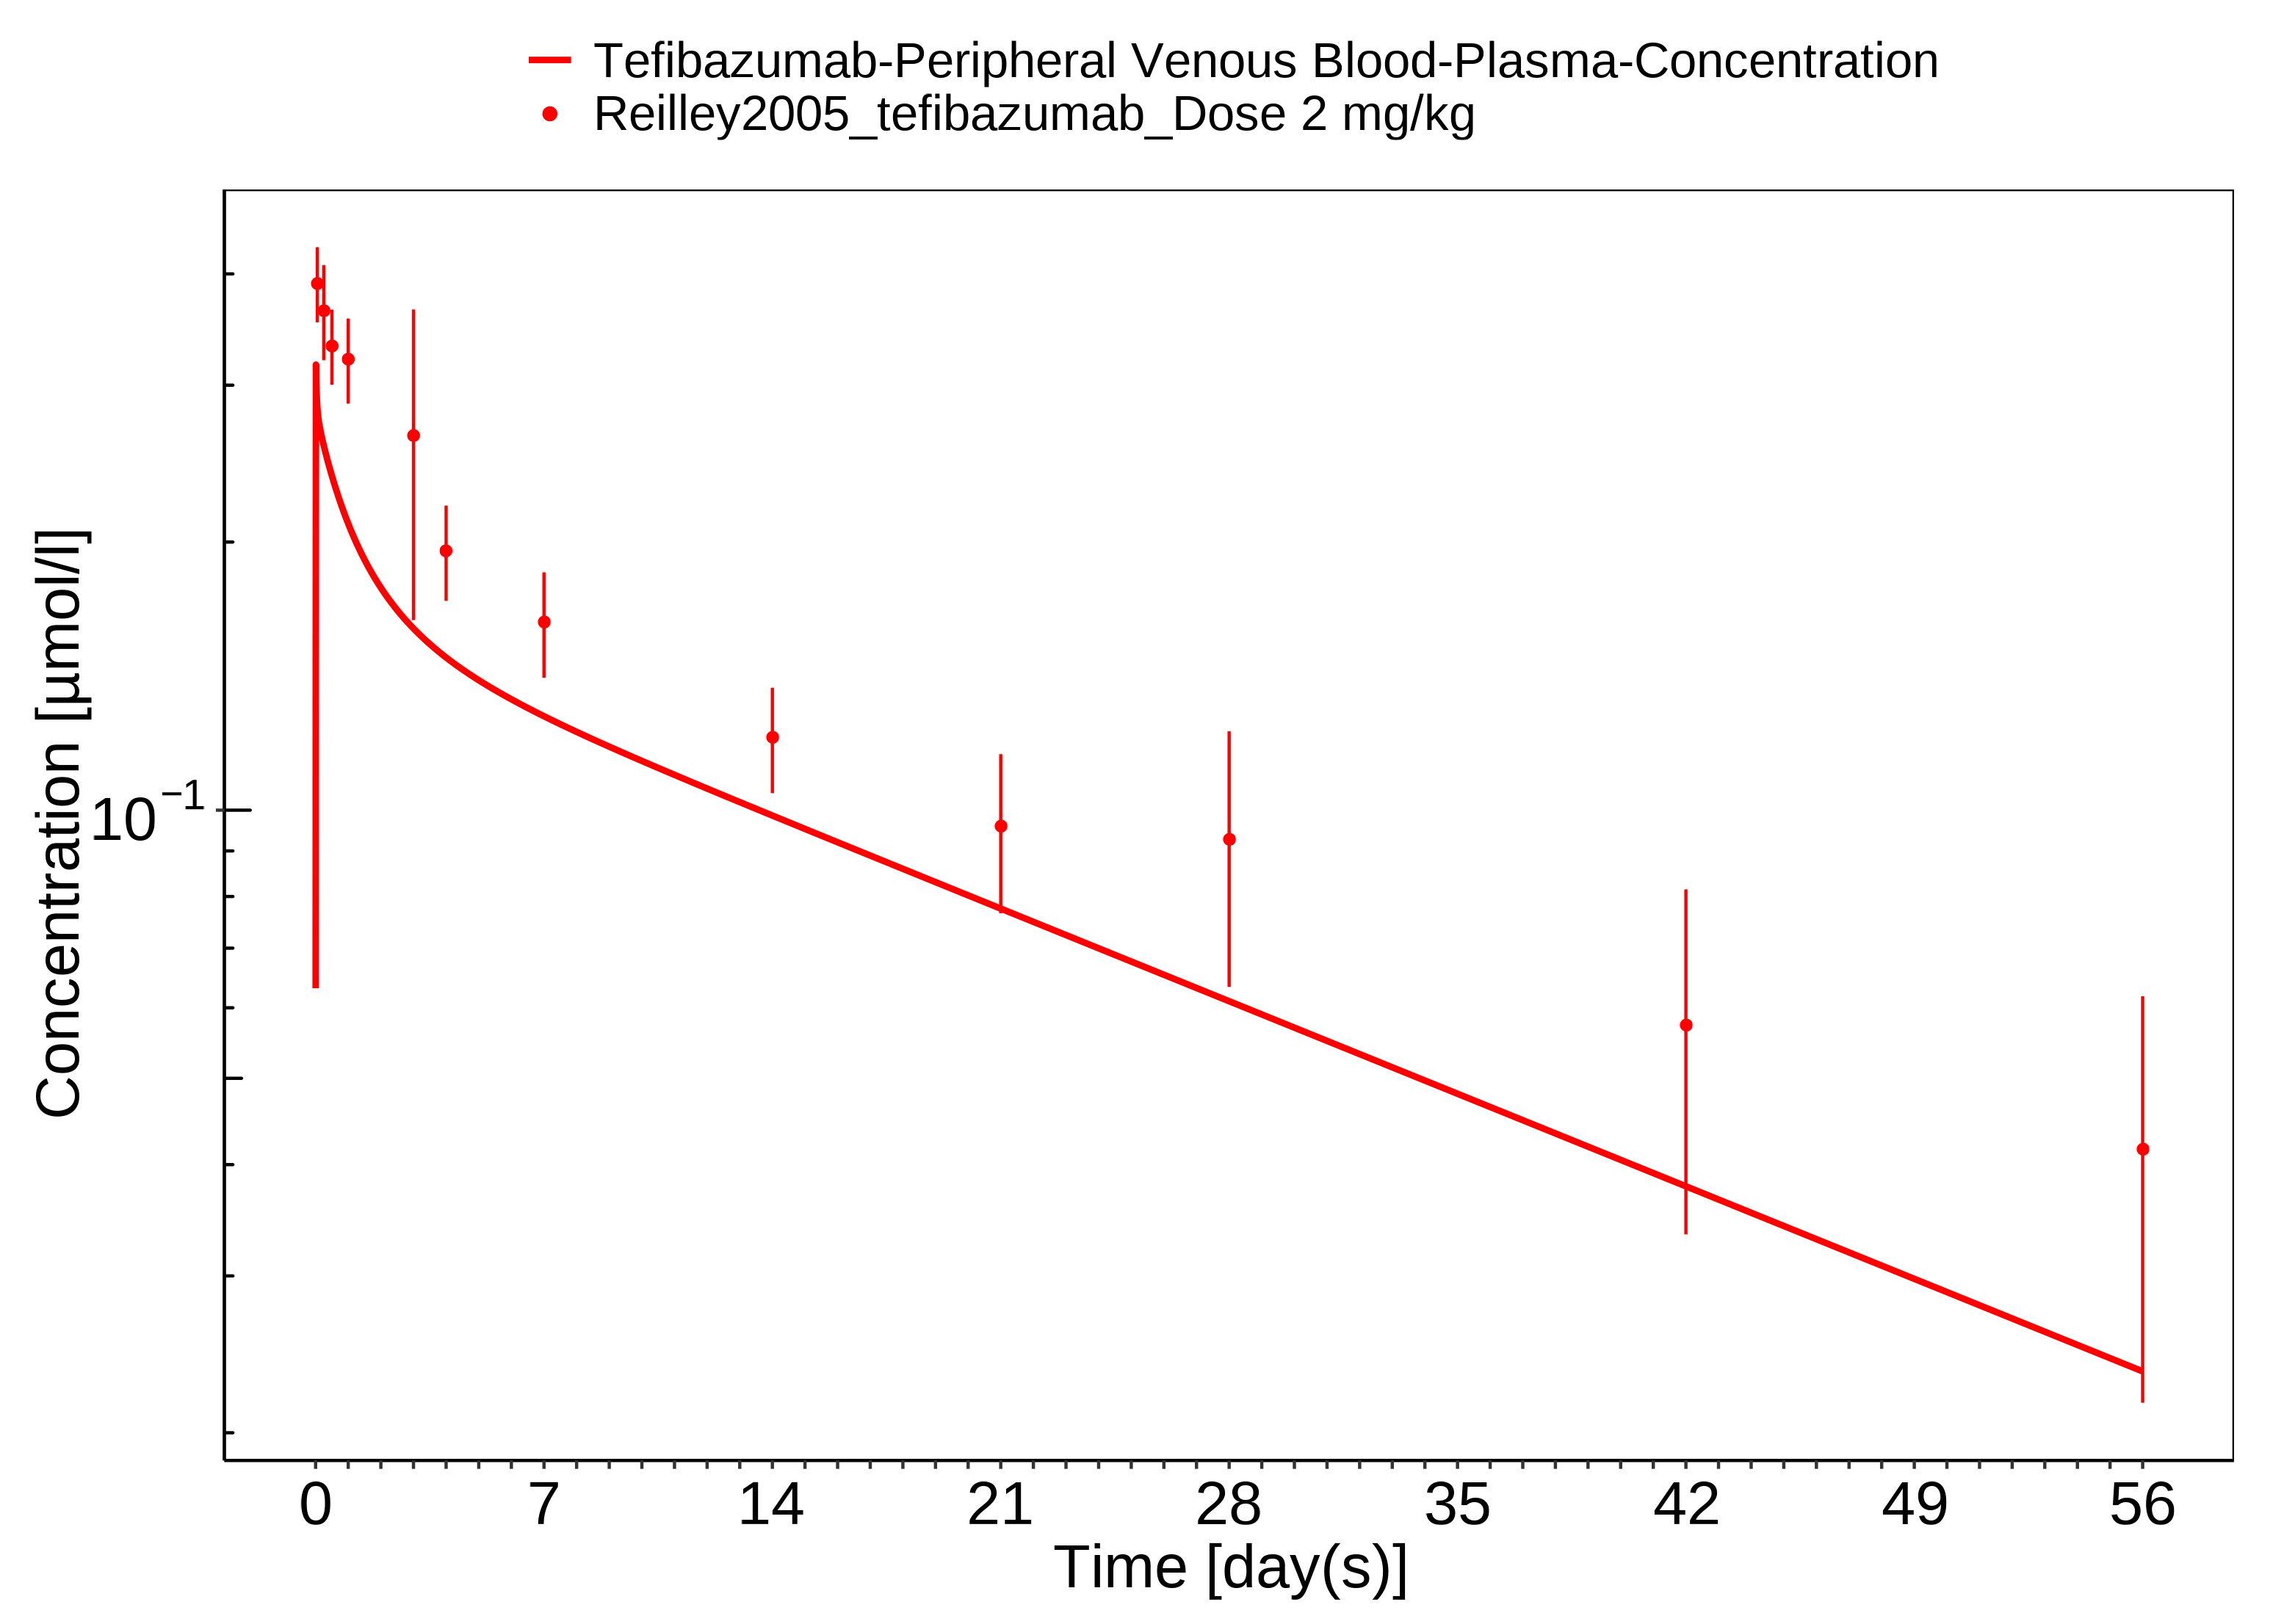 Tefibazumab-Peripheral Venous Blood-Plasma-Concentration
Reilley2005_tefibazumab_Dose 2 mg/kg
Concentration [µmol/l]
10⁻¹
0 7 14 21 28 35 42 49 56
Time [day(s)]